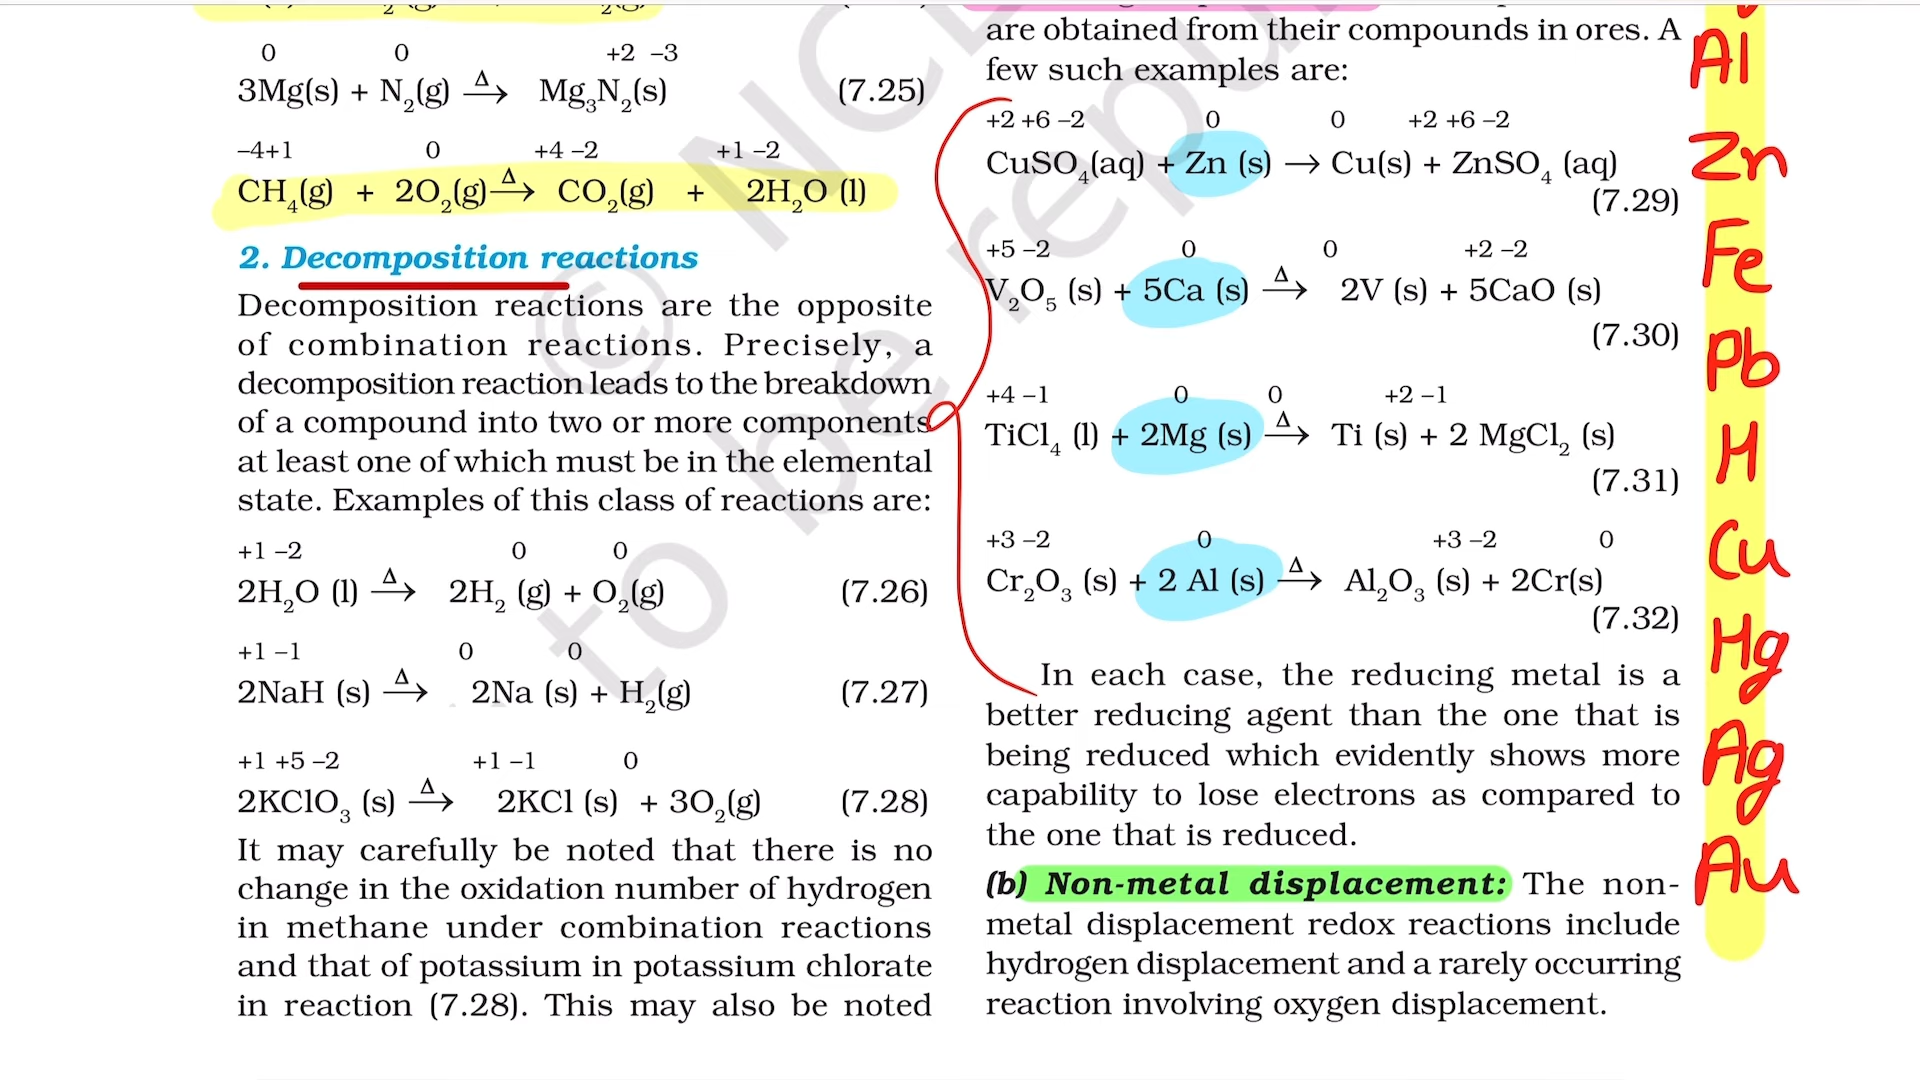 0 0 +2 –3
3Mg(s) + N₂(g) Δ→ Mg₃N₂(s) (7.25)
–4+1 0 +4 –2 +1 –2
CH₄(g) + 2O₂(g) Δ→ CO₂(g) + 2H₂O (l)
2. Decomposition reactions
Decomposition reactions are the opposite
of combination reactions. Precisely, a
decomposition reaction leads to the breakdown
of a compound into two or more components
at least one of which must be in the elemental
state. Examples of this class of reactions are:
+1 –2 0 0
2H₂O (l) Δ→ 2H₂ (g) + O₂(g) (7.26)
+1 –1 0 0
2NaH (s) Δ→ 2Na (s) + H₂(g) (7.27)
+1 +5 –2 +1 –1 0
2KClO₃ (s) Δ→ 2KCl (s) + 3O₂(g) (7.28)
It may carefully be noted that there is no
change in the oxidation number of hydrogen
in methane under combination reactions
and that of potassium in potassium chlorate
in reaction (7.28). This may also be noted
are obtained from their compounds in ores. A
few such examples are:
+2 +6 –2 0 0 +2 +6 –2
CuSO₄(aq) + Zn (s) → Cu(s) + ZnSO₄ (aq)
(7.29)
+5 –2 0 0 +2 –2
V₂O₅ (s) + 5Ca (s) Δ→ 2V (s) + 5CaO (s)
(7.30)
+4 –1 0 0 +2 –1
TiCl₄ (l) + 2Mg (s) Δ→ Ti (s) + 2 MgCl₂ (s)
(7.31)
+3 –2 0 +3 –2 0
Cr₂O₃ (s) + 2 Al (s) Δ→ Al₂O₃ (s) + 2Cr(s)
(7.32)
In each case, the reducing metal is a
better reducing agent than the one that is
being reduced which evidently shows more
capability to lose electrons as compared to
the one that is reduced.
(b) Non-metal displacement: The non-
metal displacement redox reactions include
hydrogen displacement and a rarely occurring
reaction involving oxygen displacement.
Al
Zn
Fe
Pb
H
Cu
Hg
Ag
Au
© NCE
to be repu